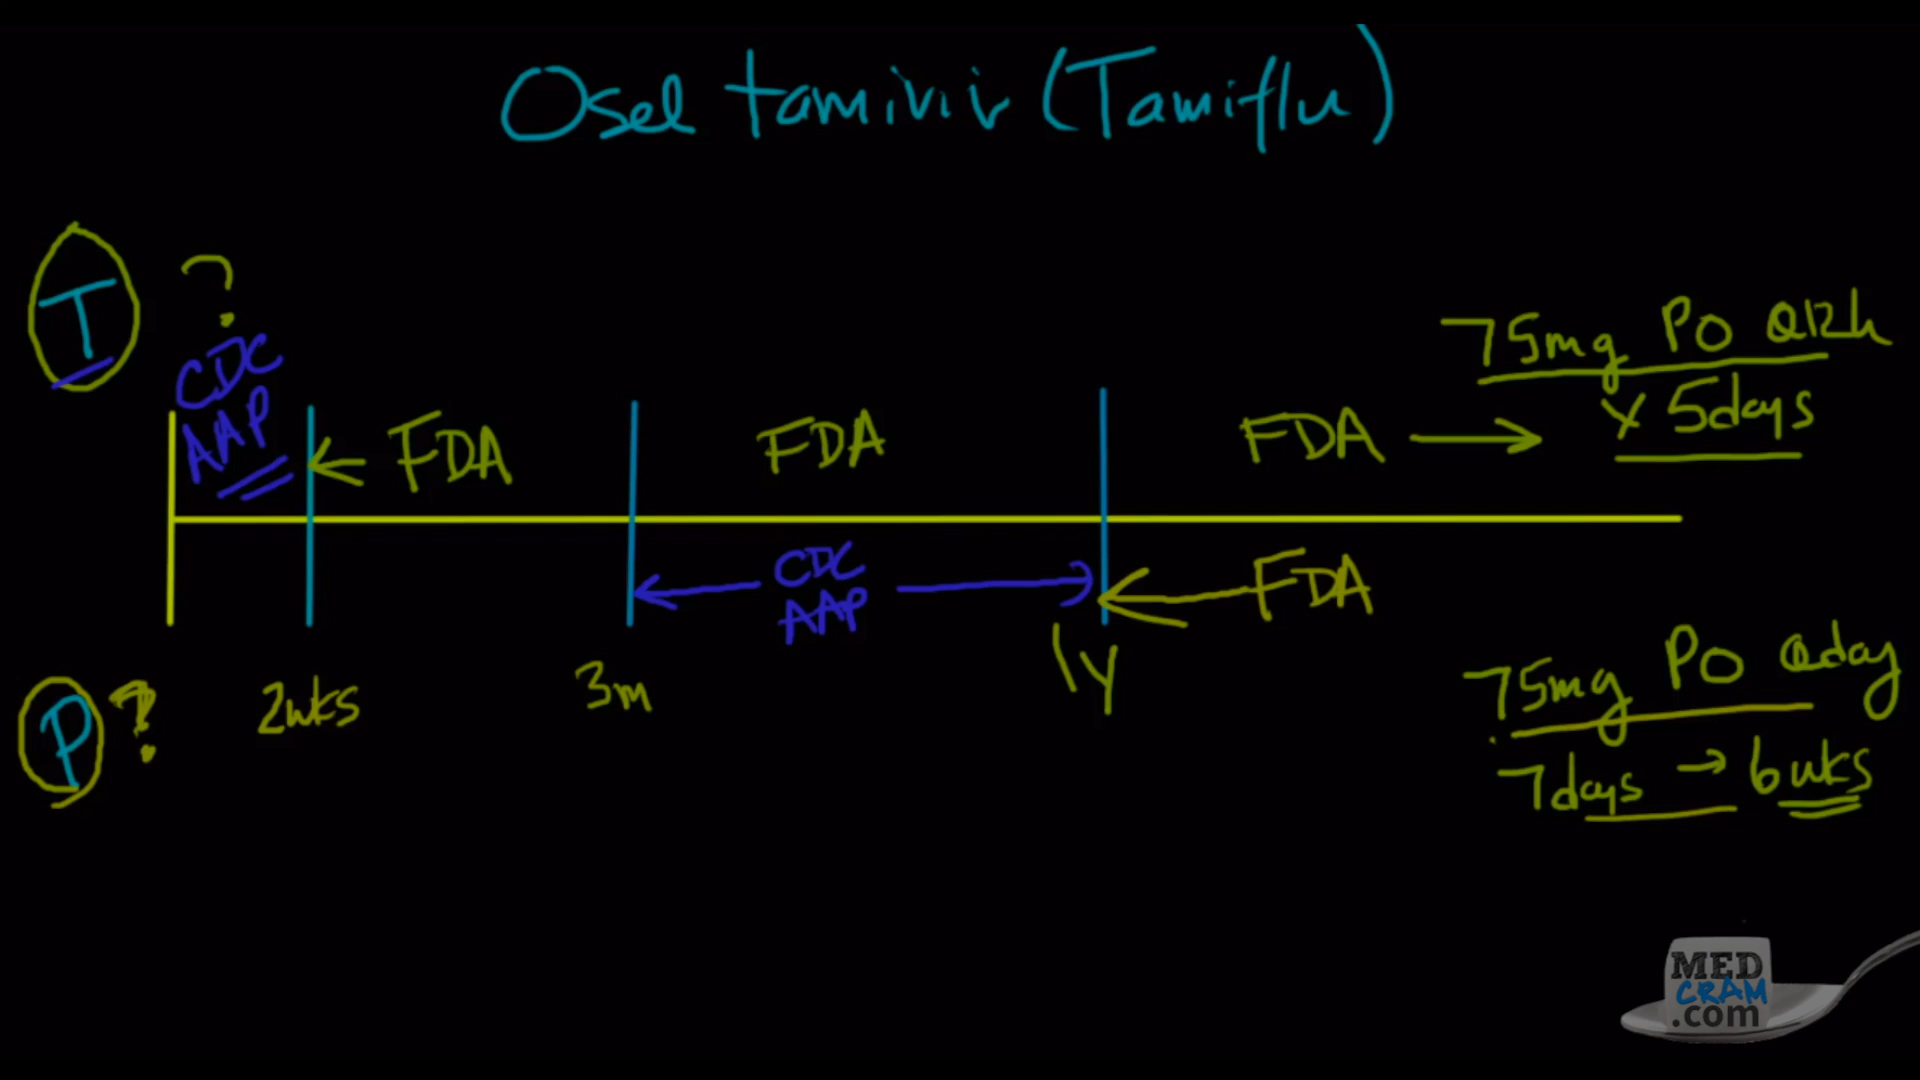 Oseltamivir (Tamiflu)
T ?
CDC
AAP
FDA
FDA
FDA
75mg PO Q12h
x 5days
CDC
AAP
FDA
P ?
2wks
3m
1y
75mg PO Qday
7days → 6wks
MED
CRAM
.com